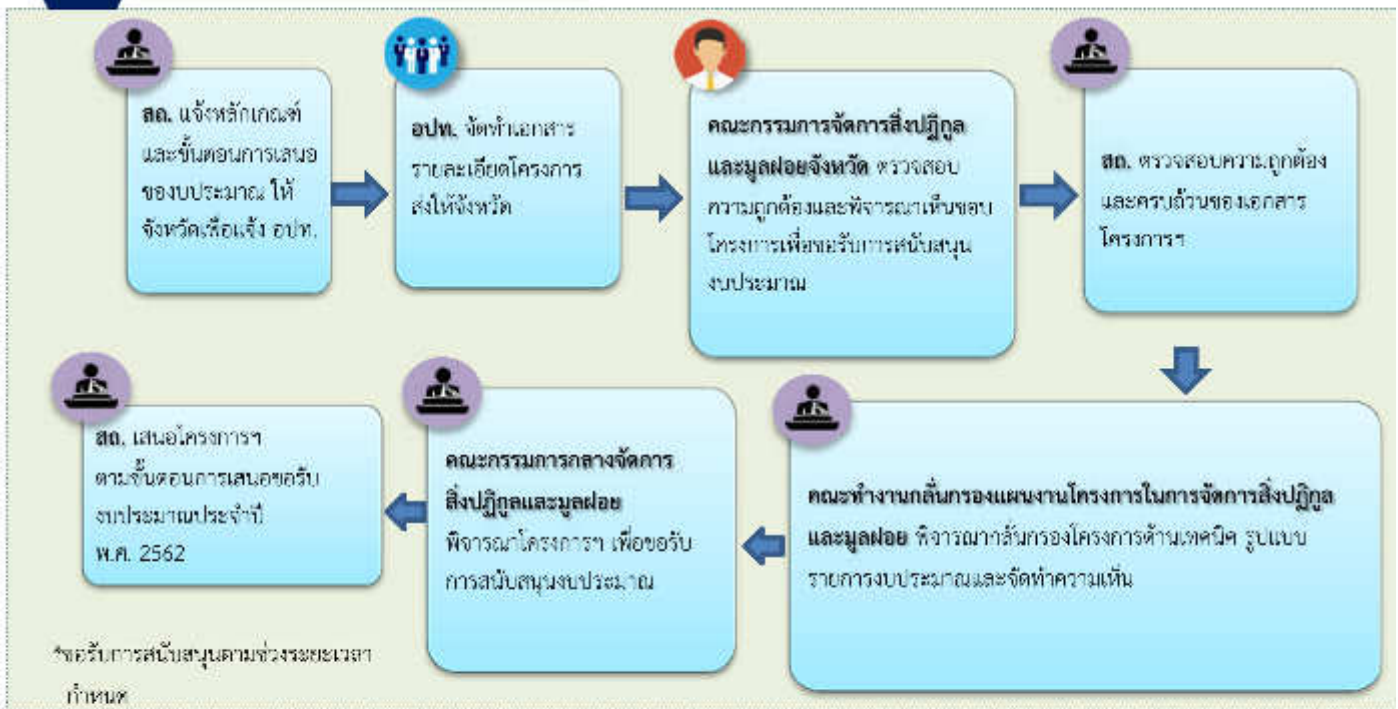 สถ. แจ้งหลักเกณฑ์
และขั้นตอนการเสนอ
ของบประมาณ ให้
จังหวัดเพื่อแจ้ง อปท.
อปท. จัดทำเอกสาร
รายละเอียดโครงการ
ส่งให้จังหวัด
คณะกรรมการจัดการสิ่งปฏิกูล
และมูลฝอยจังหวัด ตรวจสอบ
ความถูกต้องและพิจารณาเห็นชอบ
โครงการเพื่อขอรับการสนับสนุน
งบประมาณ
สถ. ตรวจสอบความถูกต้อง
และครบถ้วนของเอกสาร
โครงการฯ
คณะทำงานกลั่นกรองแผนงานโครงการในการจัดการสิ่งปฏิกูล
และมูลฝอย พิจารณากลั่นกรองโครงการด้านเทคนิค รูปแบบ
รายการงบประมาณและจัดทำความเห็น
คณะกรรมการกลางจัดการ
สิ่งปฏิกูลและมูลฝอย
พิจารณาโครงการฯ เพื่อขอรับ
การสนับสนุนงบประมาณ
สถ. เสนอโครงการฯ
ตามขั้นตอนการเสนอขอรับ
งบประมาณประจำปี
พ.ศ. 2562
*ขอรับการสนับสนุนตามช่วงระยะเวลา
กำหนด